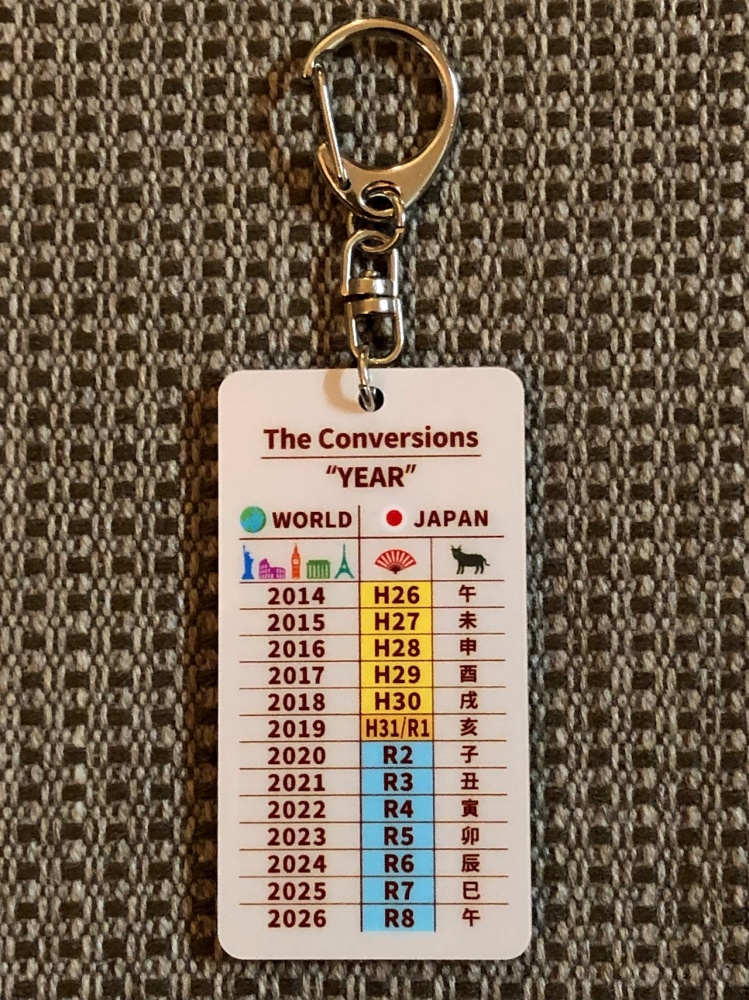 The Conversions
“YEAR”
WORLD JAPAN
2014 H26 午
2015 H27 未
2016 H28 申
2017 H29 酉
2018 H30 戌
2019 H31/R1 亥
2020 R2 子
2021 R3 丑
2022 R4 寅
2023 R5 卯
2024 R6 辰
2025 R7 巳
2026 R8 午